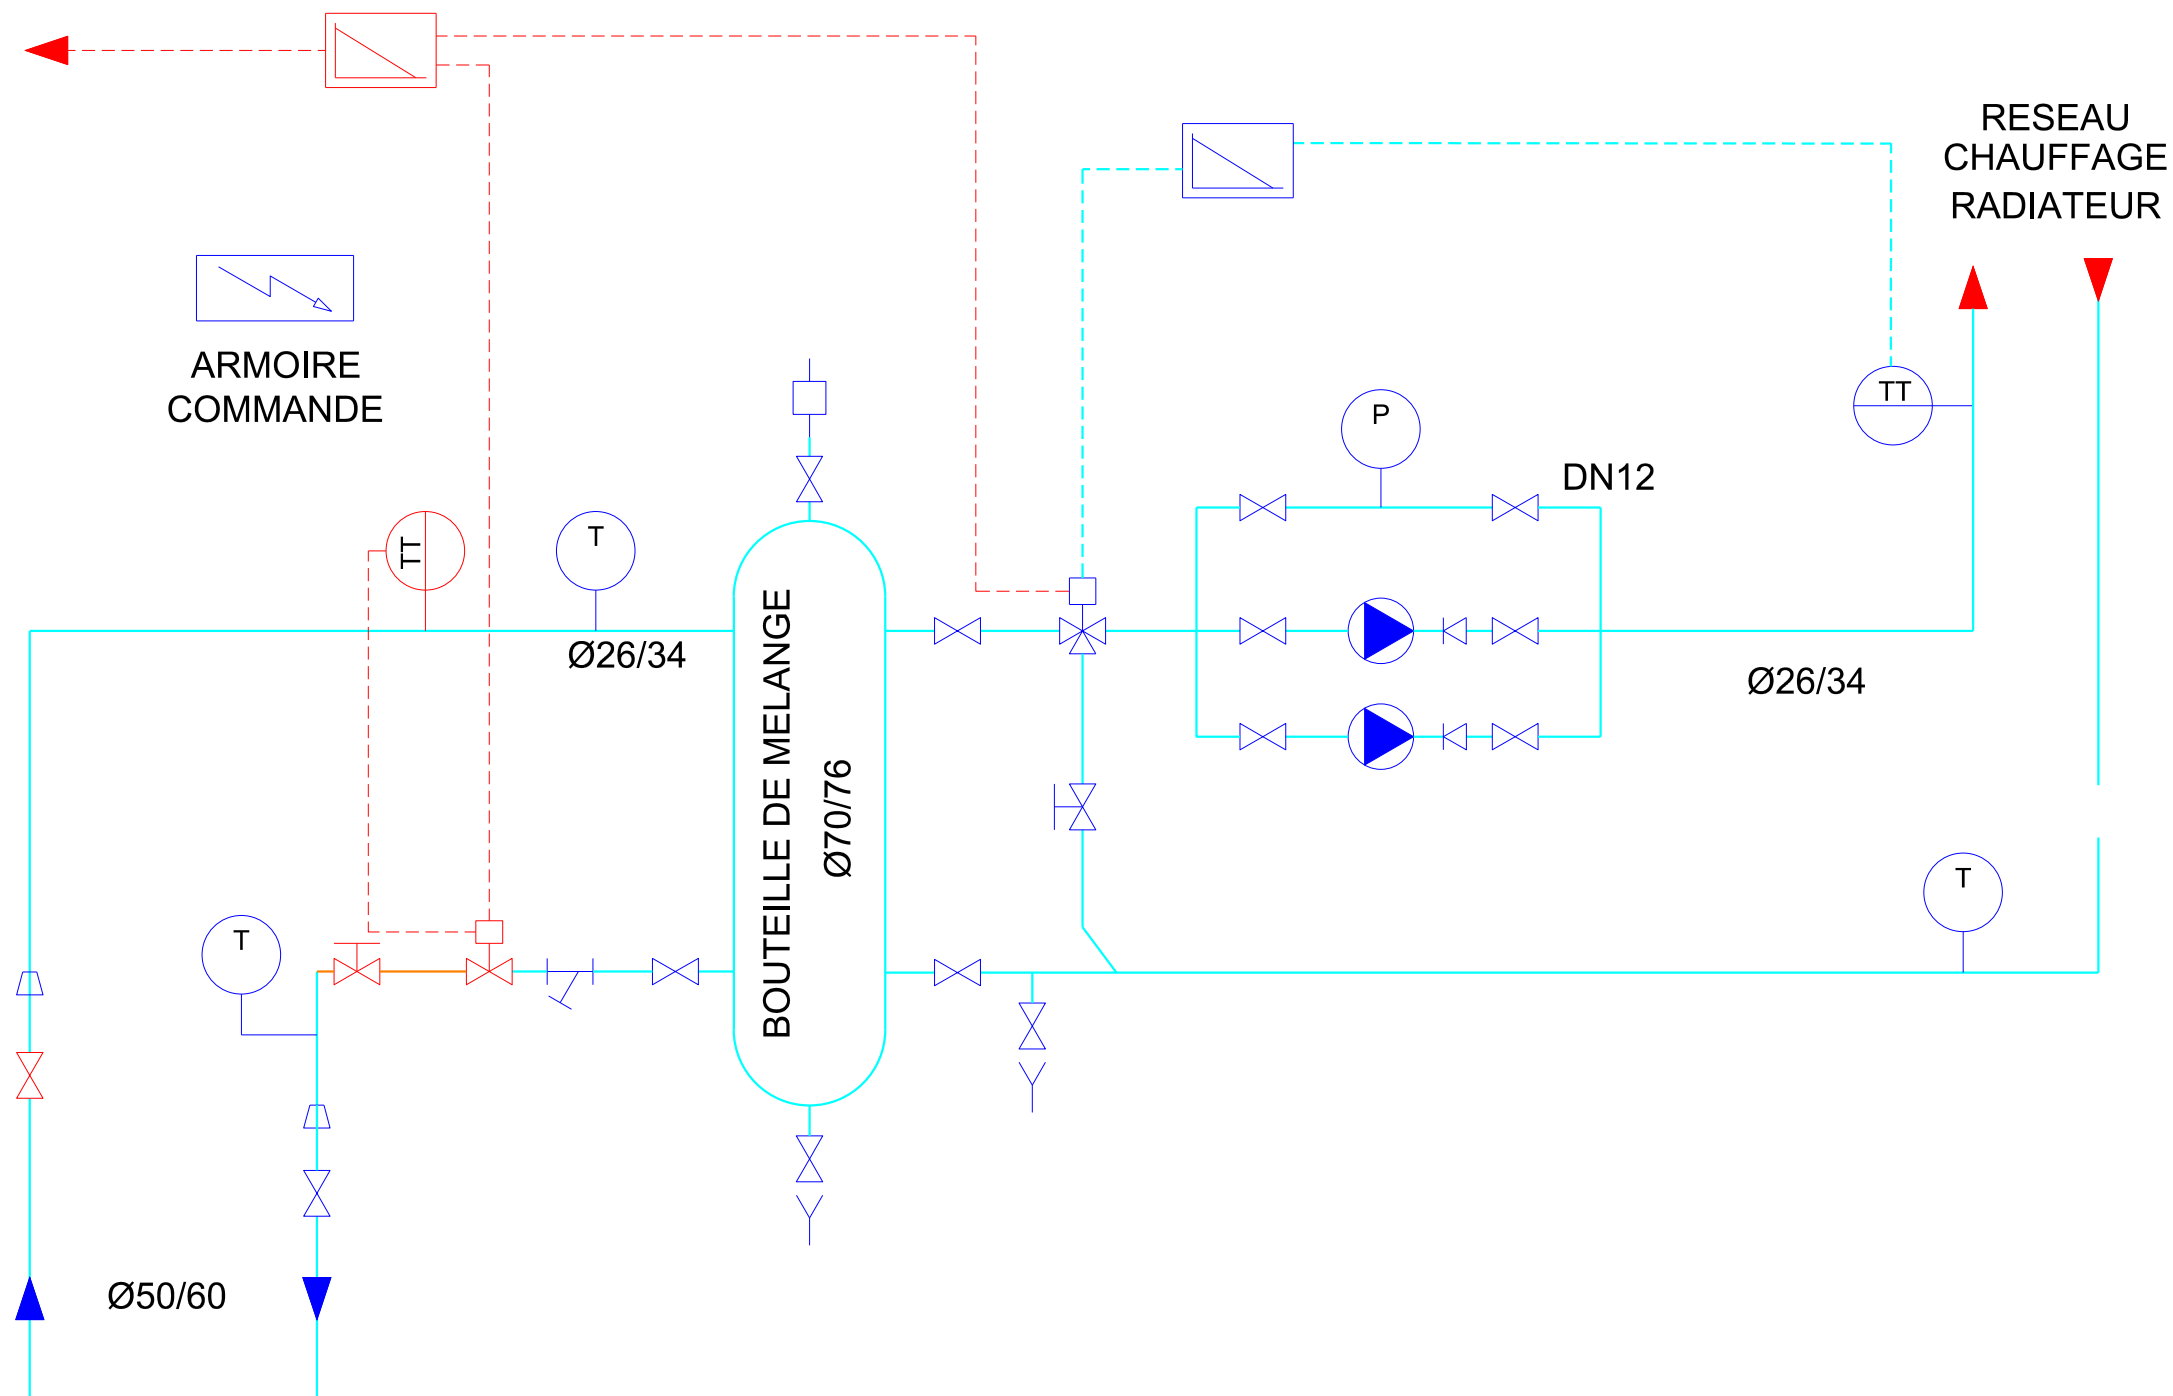 RESEAU
CHAUFFAGE
RADIATEUR
ARMOIRE
COMMANDE
TT
P
DN12
TT
T
Ø26/34
BOUTEILLE DE MELANGE
Ø70/76
Ø26/34
T
T
Ø50/60